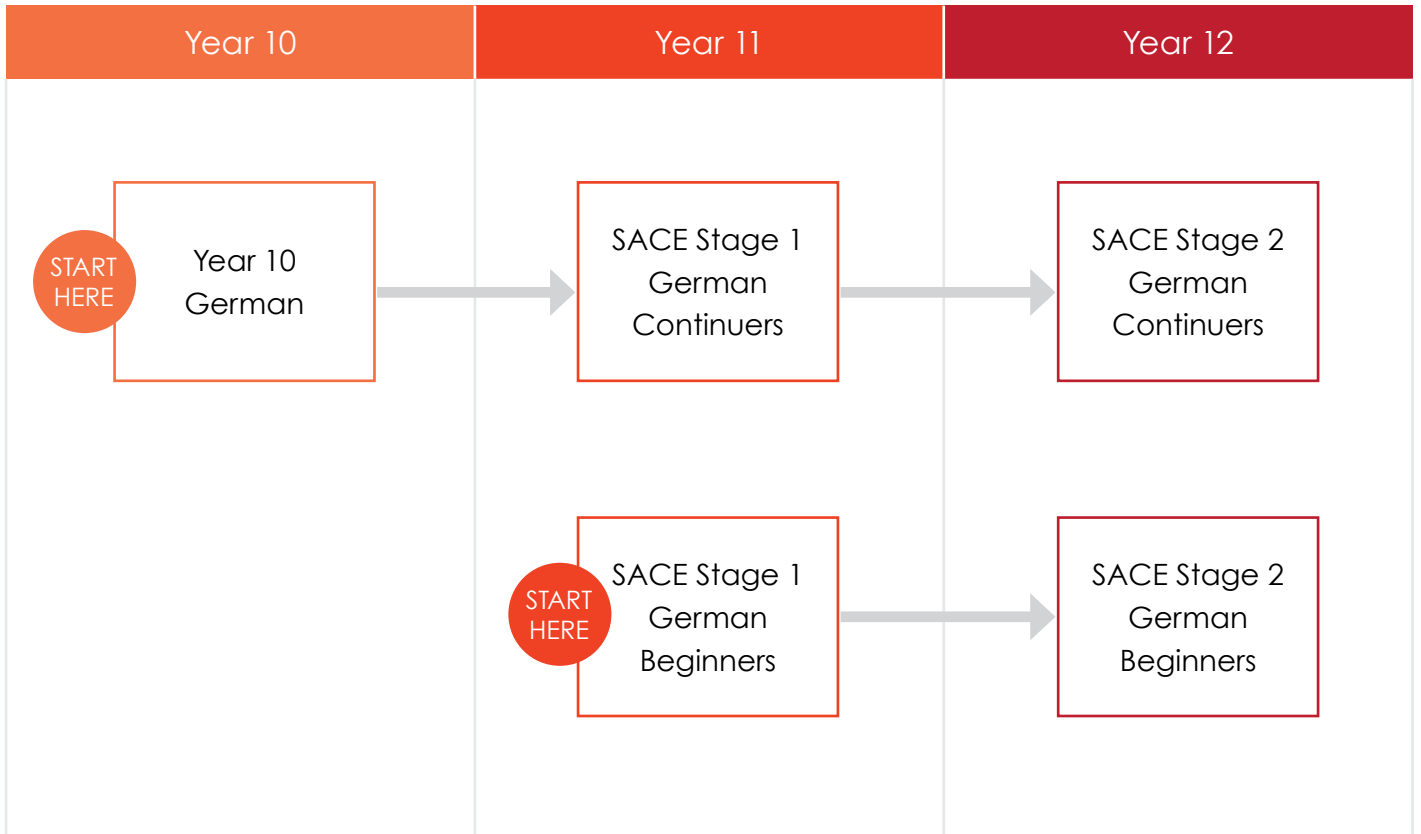 Year 10
Year 11
Year 12
START
HERE
Year 10
German
SACE Stage 1
German
Continuers
SACE Stage 2
German
Continuers
START
HERE
SACE Stage 1
German
Beginners
SACE Stage 2
German
Beginners